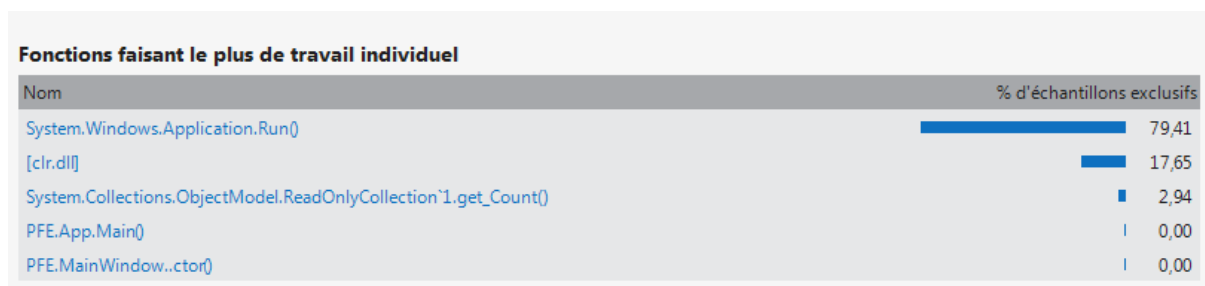 Fonctions faisant le plus de travail individuel
Nom % d'échantillons exclusifs
System.Windows.Application.Run() 79,41
[clr.dll] 17,65
System.Collections.ObjectModel.ReadOnlyCollection`1.get_Count() 2,94
PFE.App.Main() 0,00
PFE.MainWindow..ctor() 0,00